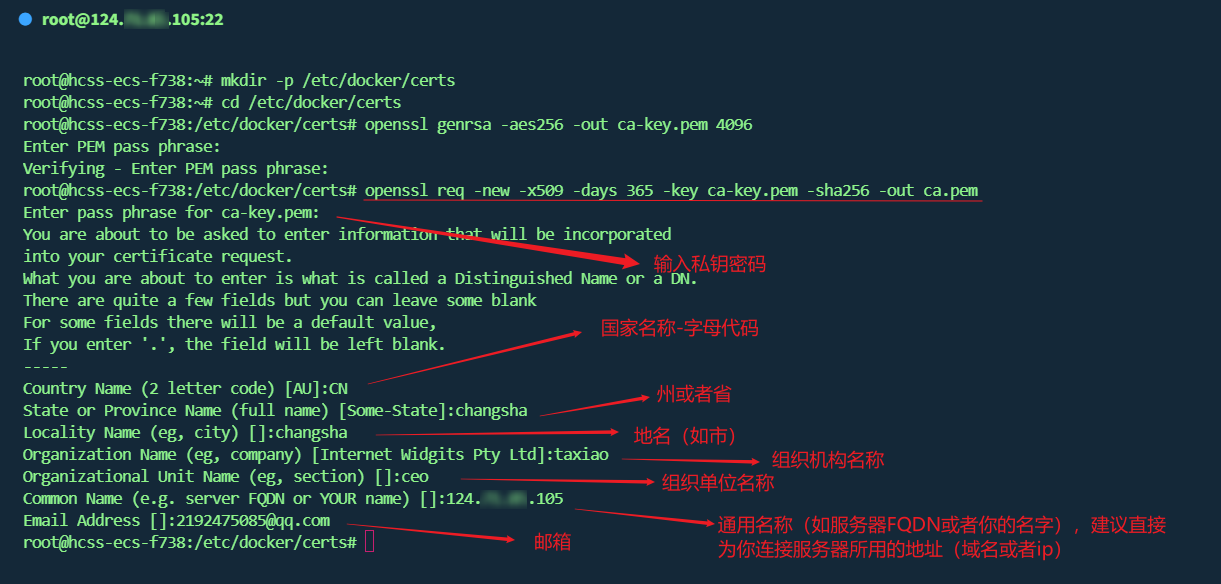 root@124. .105:22
root@hcss-ecs-f738:~# mkdir -p /etc/docker/certs
root@hcss-ecs-f738:~# cd /etc/docker/certs
root@hcss-ecs-f738:/etc/docker/certs# openssl genrsa -aes256 -out ca-key.pem 4096
Enter PEM pass phrase:
Verifying - Enter PEM pass phrase:
root@hcss-ecs-f738:/etc/docker/certs# openssl req -new -x509 -days 365 -key ca-key.pem -sha256 -out ca.pem
Enter pass phrase for ca-key.pem:
You are about to be asked to enter information that will be incorporated
into your certificate request.
输入私钥密码
What you are about to enter is what is called a Distinguished Name or a DN.
There are quite a few fields but you can leave some blank
For some fields there will be a default value,
国家名称-字母代码
If you enter '.', the field will be left blank.
-----
Country Name (2 letter code) [AU]:CN
州或者省
State or Province Name (full name) [Some-State]:changsha
Locality Name (eg, city) []:changsha
地名（如市）
Organization Name (eg, company) [Internet Widgits Pty Ltd]:taxiao
组织机构名称
Organizational Unit Name (eg, section) []:ceo
组织单位名称
Common Name (e.g. server FQDN or YOUR name) []:124. .105
通用名称（如服务器FQDN或者你的名字），建议直接
为你连接服务器所用的地址（域名或者ip）
Email Address []:2192475085@qq.com
邮箱
root@hcss-ecs-f738:/etc/docker/certs#